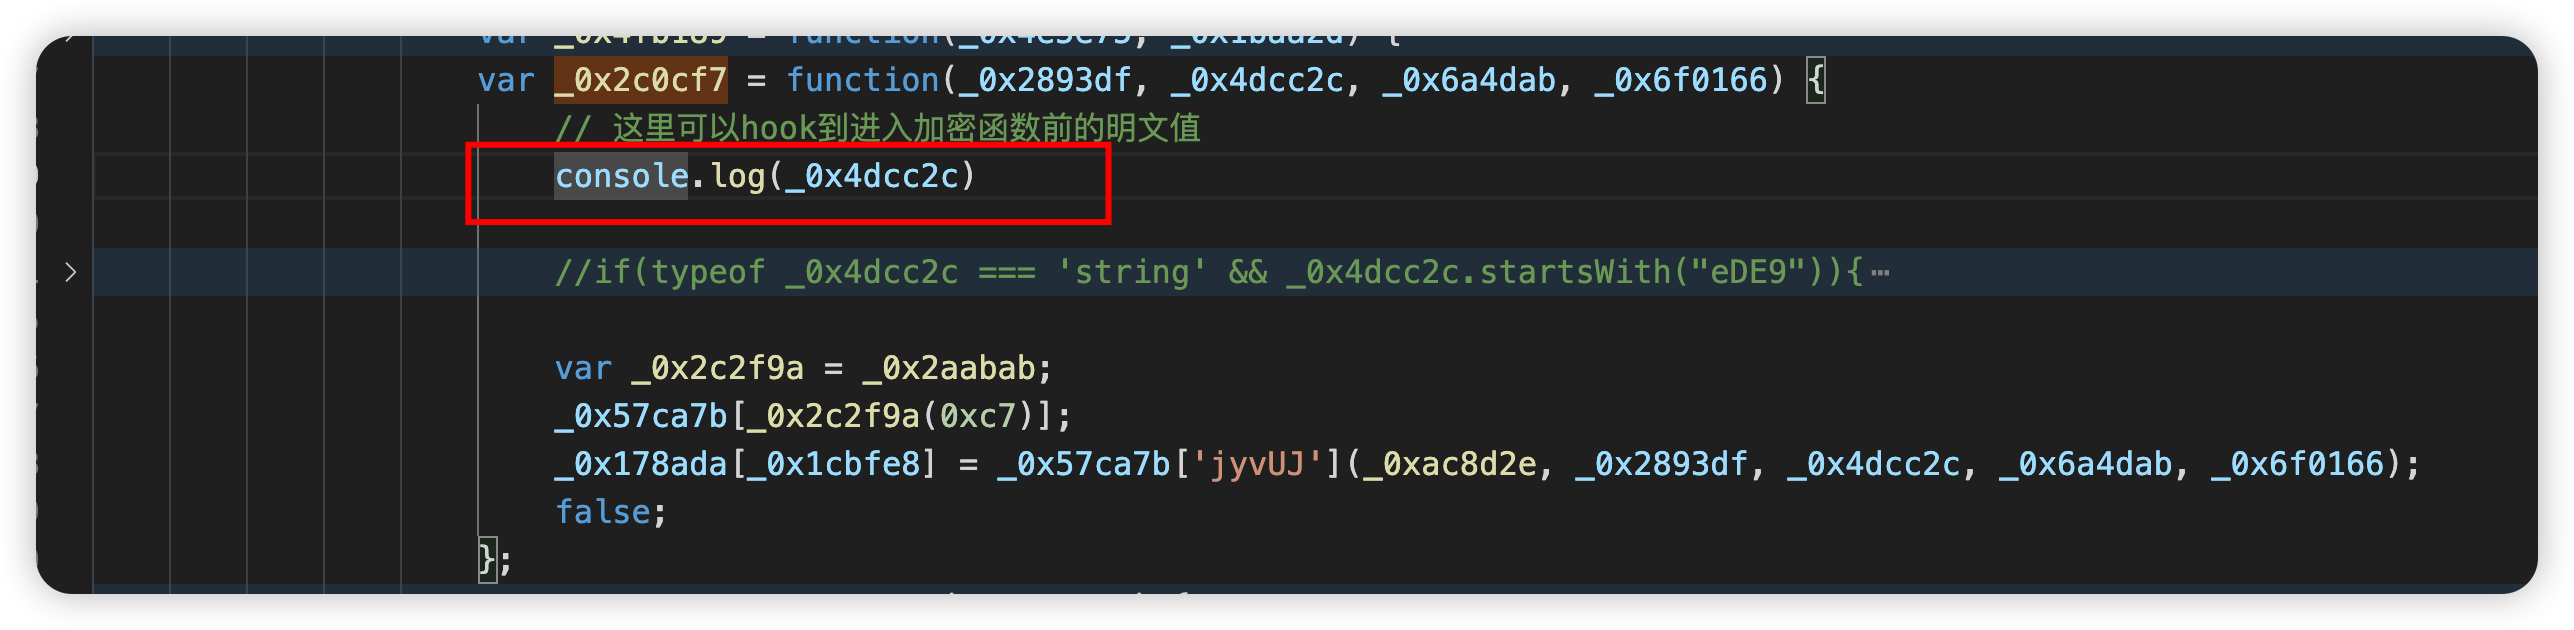 var _0x2c0cf7 = function(_0x2893df, _0x4dcc2c, _0x6a4dab, _0x6f0166) {
// 这里可以hook到进入加密函数前的明文值
console.log(_0x4dcc2c)
//if(typeof _0x4dcc2c === 'string' && _0x4dcc2c.startsWith("eDE9")){⋯
var _0x2c2f9a = _0x2aabab;
_0x57ca7b[_0x2c2f9a(0xc7)];
_0x178ada[_0x1cbfe8] = _0x57ca7b['jyvUJ'](_0xac8d2e, _0x2893df, _0x4dcc2c, _0x6a4dab, _0x6f0166);
false;
};